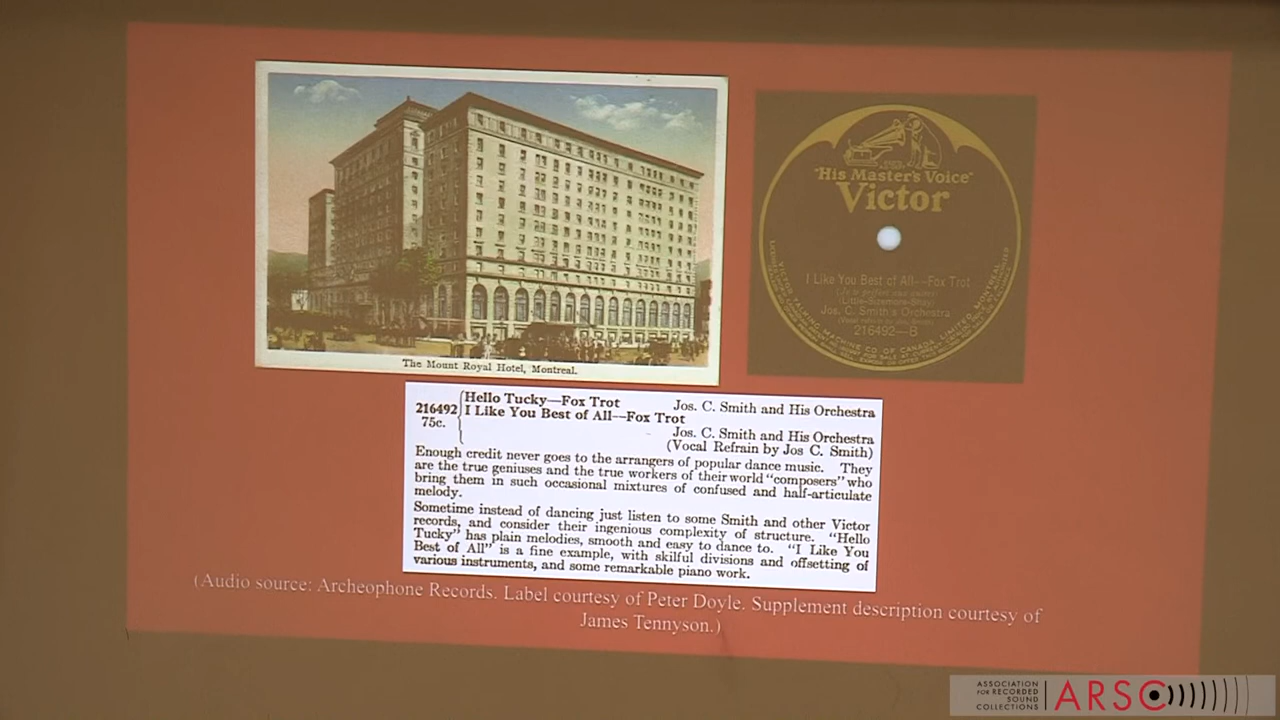 The Mount Royal Hotel, Montreal.
"His Master's Voice"
Victor
I Like You Best of All—Fox Trot
(Little-Sizemore-Shay)
Jos. C. Smith's Orchestra
216492—B
VICTOR TALKING MACHINE CO. OF CANADA, LIMITED, MONTREAL
216492
75c.
Hello Tucky—Fox Trot Jos. C. Smith and His Orchestra
I Like You Best of All—Fox Trot
Jos. C. Smith and His Orchestra
(Vocal Refrain by Jos C. Smith)
Enough credit never goes to the arrangers of popular dance music. They
are the true geniuses and the true workers of their world "composers" who
bring them in such occasional mixtures of confused and half-articulate
melody.
Sometime instead of dancing just listen to some Smith and other Victor
records, and consider their ingenious complexity of structure. "Hello
Tucky" has plain melodies, smooth and easy to dance to. "I Like You
Best of All" is a fine example, with skilful divisions and offsetting of
various instruments, and some remarkable piano work.
(Audio source: Archeophone Records. Label courtesy of Peter Doyle. Supplement description courtesy of
James Tennyson.)
ASSOCIATION
FOR RECORDED
SOUND
COLLECTIONS
ARSC